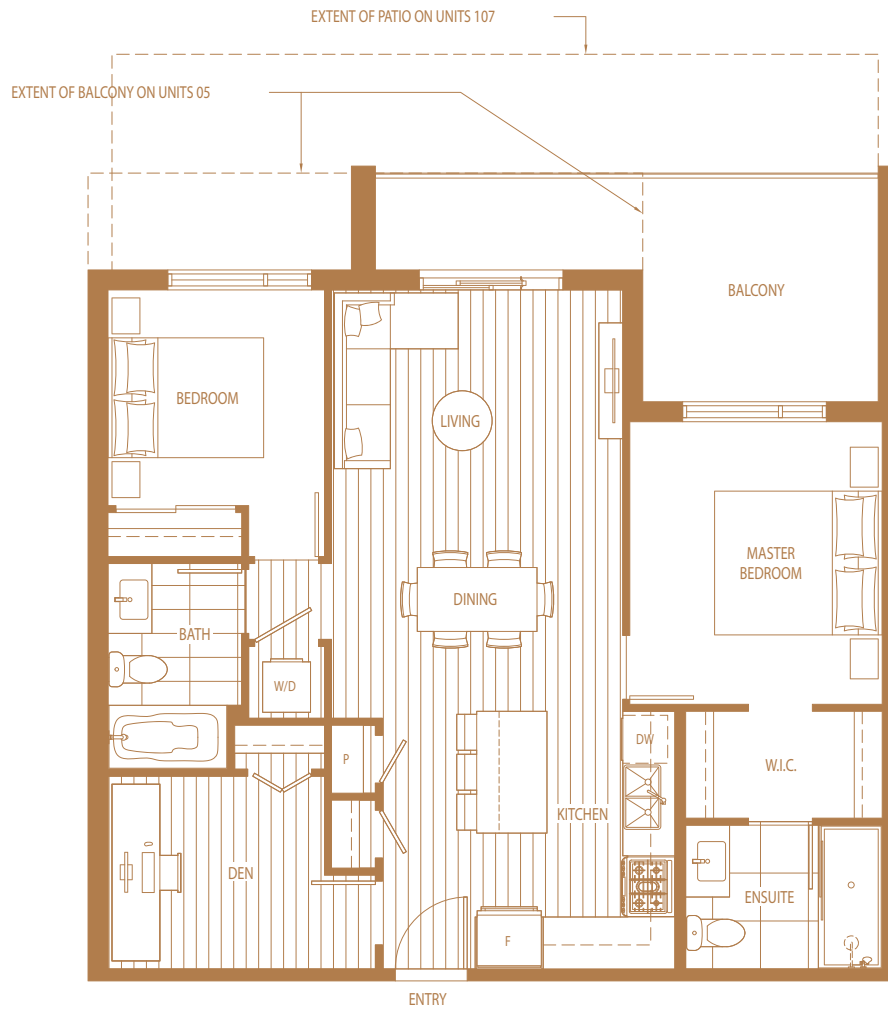 EXTENT OF PATIO ON UNITS 107
EXTENT OF BALCONY ON UNITS 05
BALCONY
BEDROOM
LIVING
MASTER
BEDROOM
DINING
BATH
W/D
DW
P
W.I.C.
KITCHEN
DEN
ENSUITE
F
ENTRY